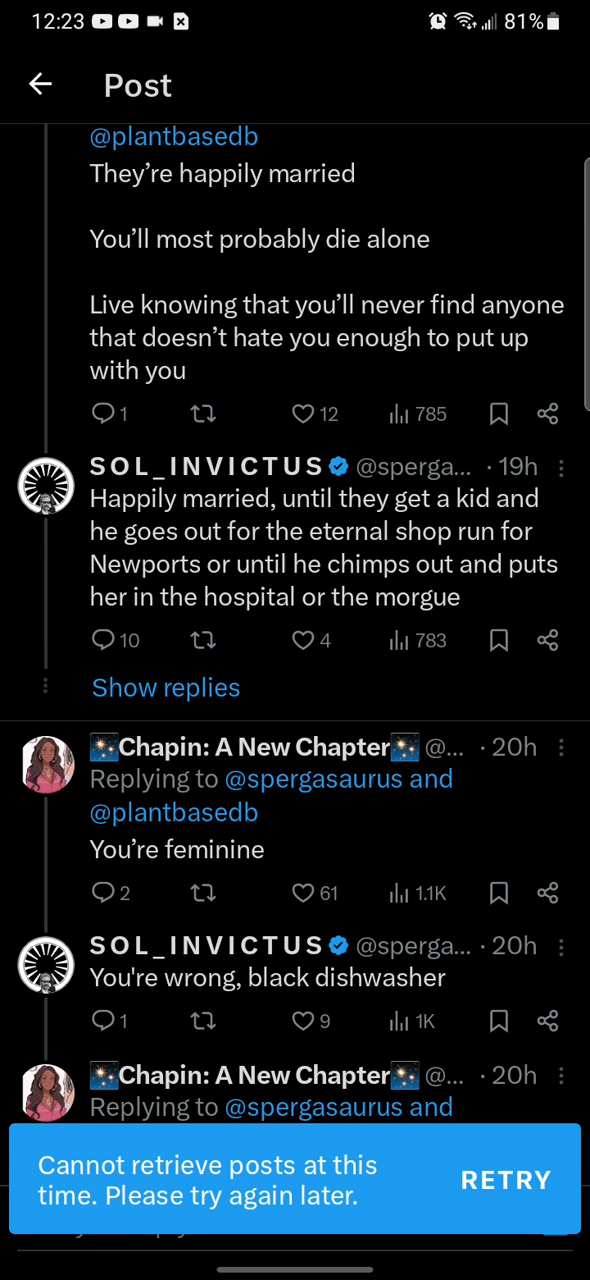 12:23
81%
Post
@plantbasedb
They’re happily married
You’ll most probably die alone
Live knowing that you’ll never find anyone
that doesn’t hate you enough to put up
with you
1 12 785
SOL_INVICTUS @sperga... · 19h
Happily married, until they get a kid and
he goes out for the eternal shop run for
Newports or until he chimps out and puts
her in the hospital or the morgue
10 4 783
Show replies
Chapin: A New Chapter @... · 20h
Replying to @spergasaurus and
@plantbasedb
You’re feminine
2 61 1.1K
SOL_INVICTUS @sperga... · 20h
You're wrong, black dishwasher
1 9 1K
Chapin: A New Chapter @... · 20h
Replying to @spergasaurus and
Cannot retrieve posts at this
time. Please try again later.
RETRY